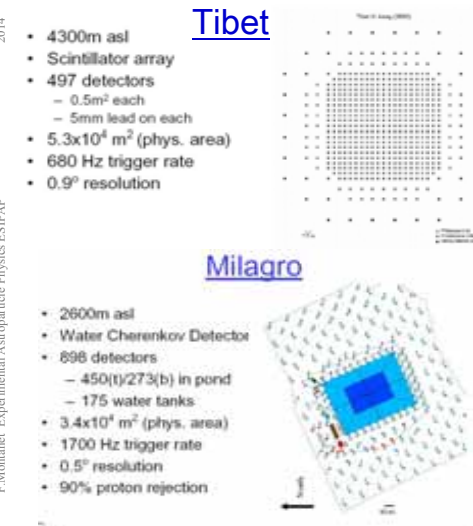 2014
F.Montanet Experimental Astroparticle Physics ESIPAP
Tibet
• 4300m asl
• Scintillator array
• 497 detectors
– 0.5m² each
– 5mm lead on each
• 5.3x10⁴ m² (phys. area)
• 680 Hz trigger rate
• 0.9° resolution
Milagro
• 2600m asl
• Water Cherenkov Detector
• 898 detectors
– 450(t)/273(b) in pond
– 175 water tanks
• 3.4x10⁴ m² (phys. area)
• 1700 Hz trigger rate
• 0.5° resolution
• 90% proton rejection